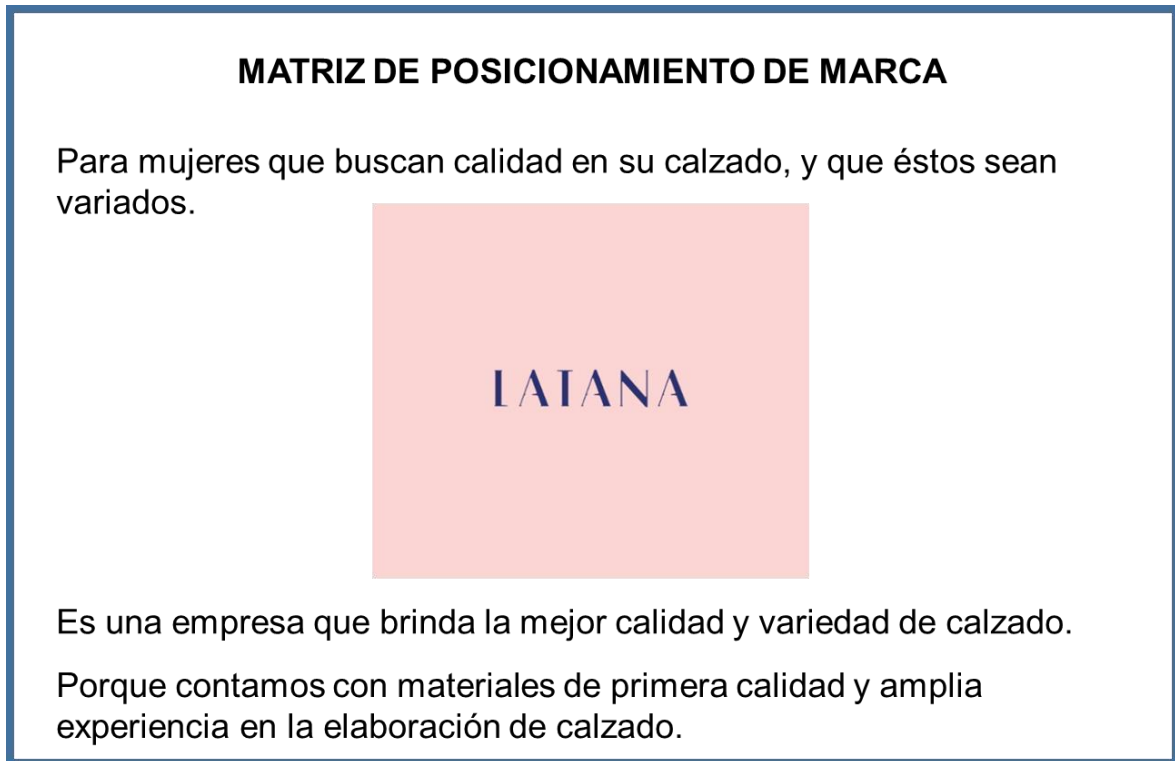 MATRIZ DE POSICIONAMIENTO DE MARCA
Para mujeres que buscan calidad en su calzado, y que éstos sean
variados.
LATANA
Es una empresa que brinda la mejor calidad y variedad de calzado.
Porque contamos con materiales de primera calidad y amplia
experiencia en la elaboración de calzado.